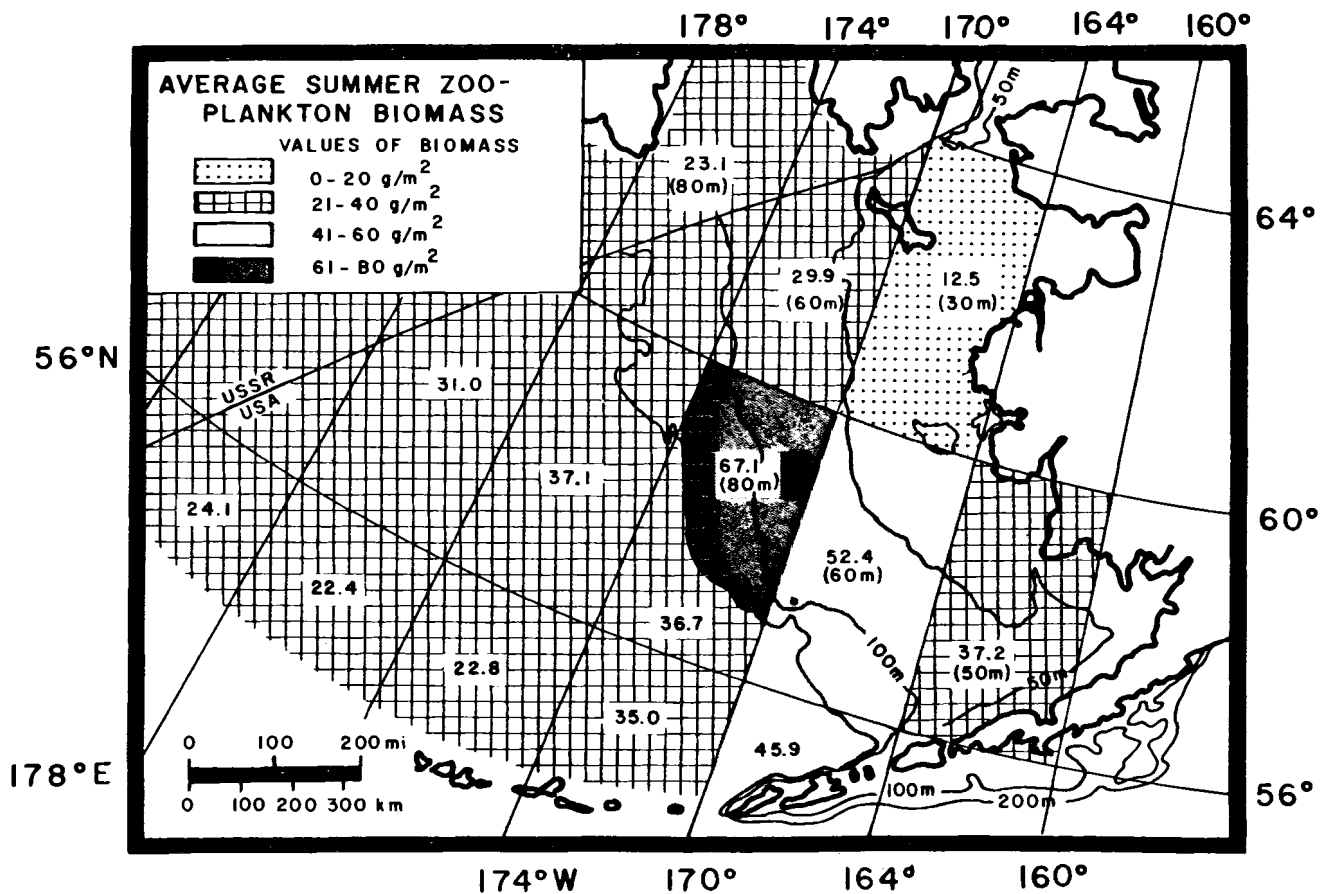 178° 174° 170° 164° 160°
AVERAGE SUMMER ZOO-
PLANKTON BIOMASS
VALUES OF BIOMASS
0-20 g/m²
21-40 g/m²
41-60 g/m²
61-80 g/m²
50m
23.1
(80m)
64°
29.9
(60m)
12.5
(30m)
56°N
USSR
USA
31.0
37.1
67.1
(80m)
24.1
60°
52.4
(60m)
22.4
36.7
100m
37.2
(50m)
50m
22.8
35.0
45.9
0 100 200 mi
0 100 200 300 km
178°E
100m
200m
56°
174°W 170° 164° 160°